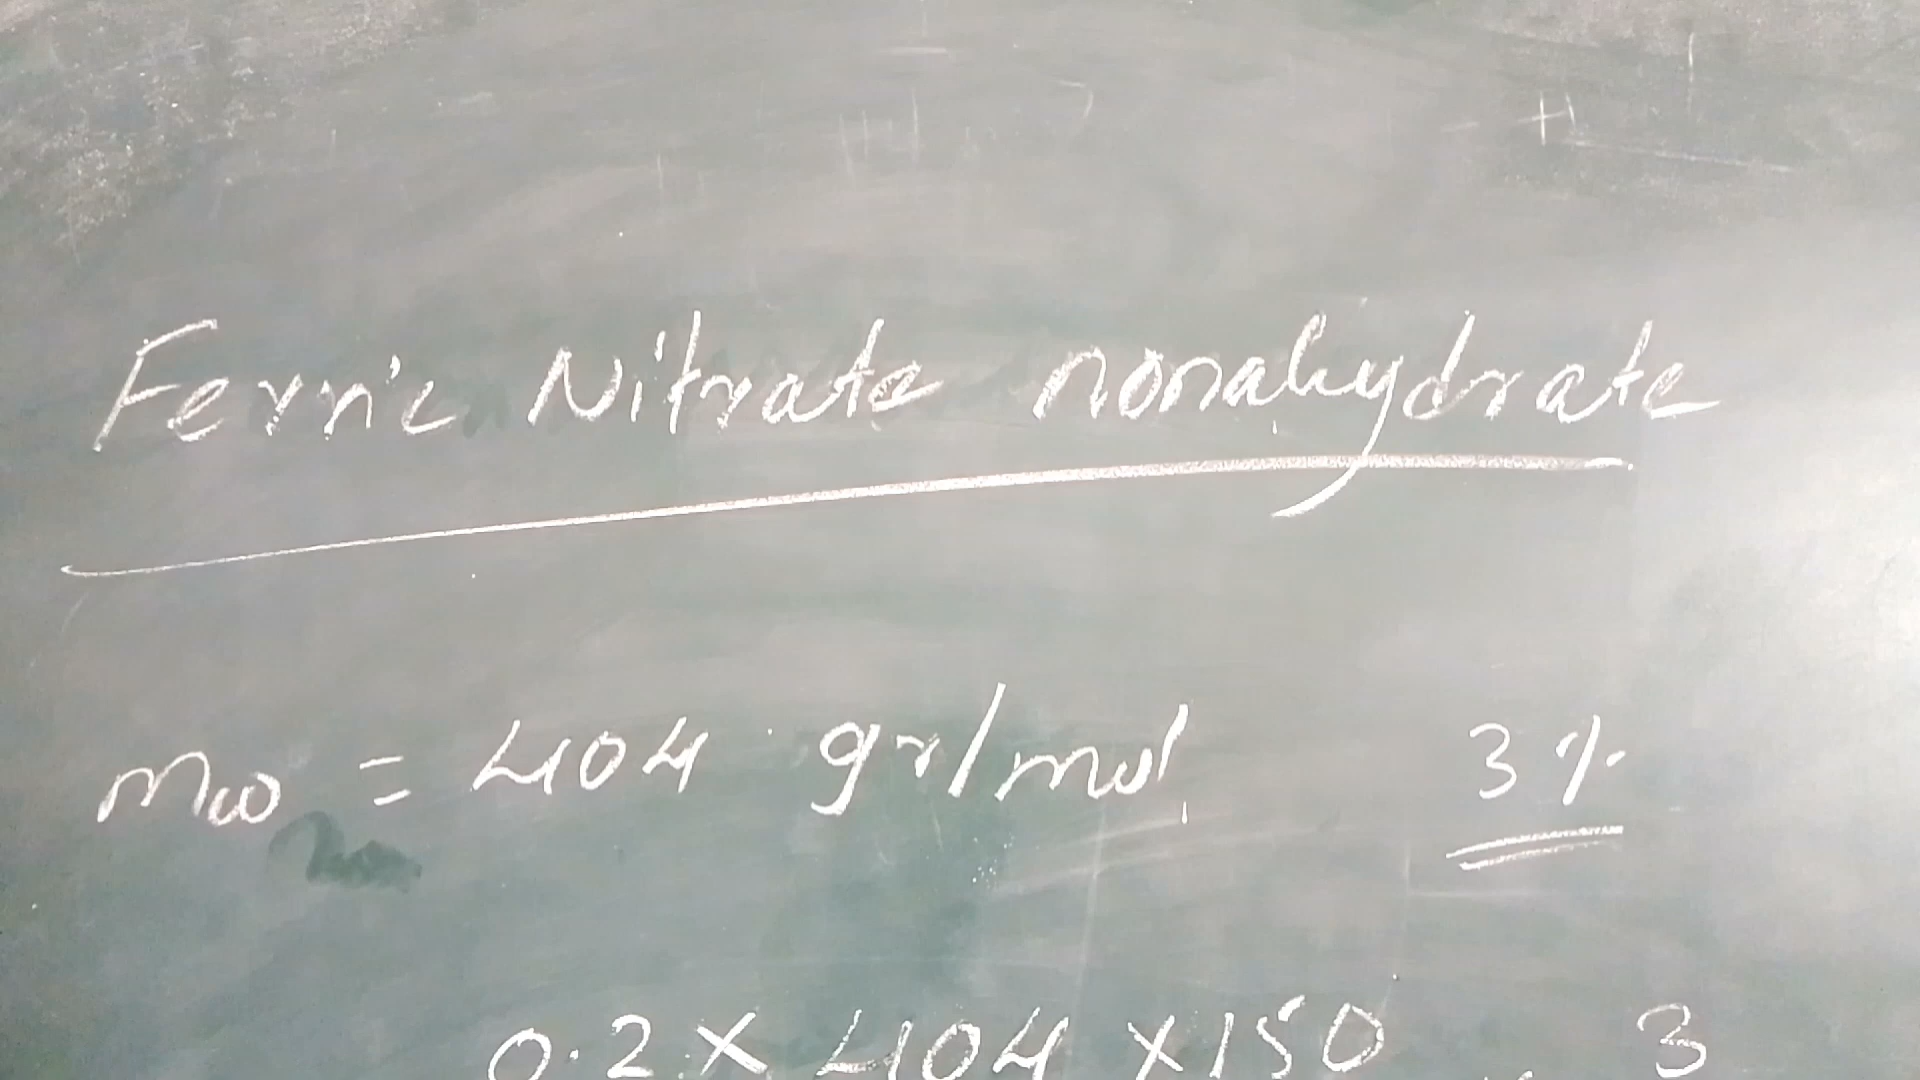 Ferric Nitrate nonahydrate
Mw = 404 gr/mol 3%
0.2 x 404 x 150 x 3